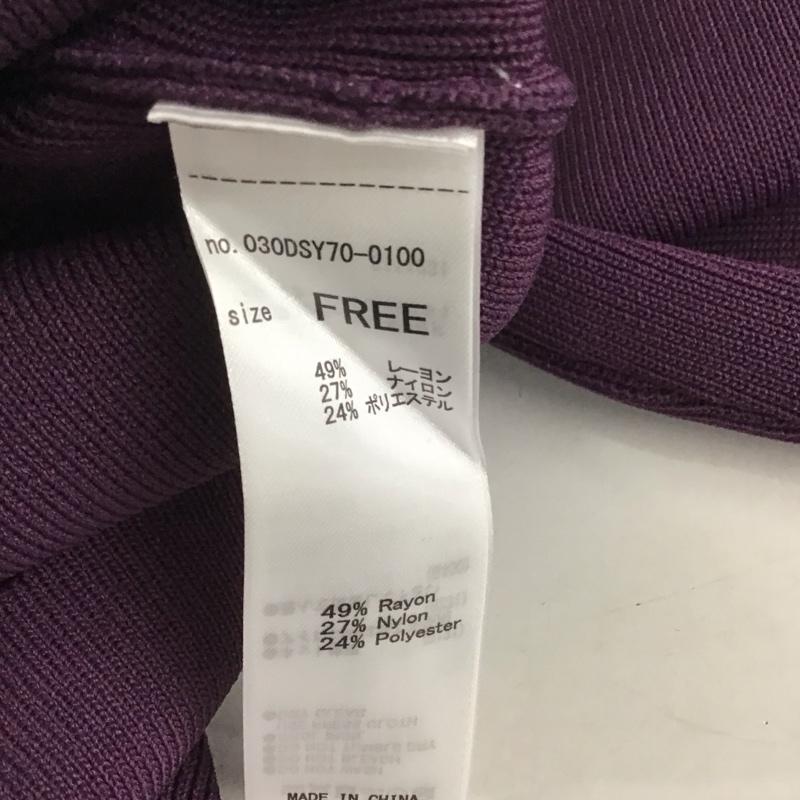 no. 030DSY70-0100
size FREE
49% レーヨン
27% ナイロン
24% ポリエステル
49% Rayon
27% Nylon
24% Polyester
MADE IN CHINA